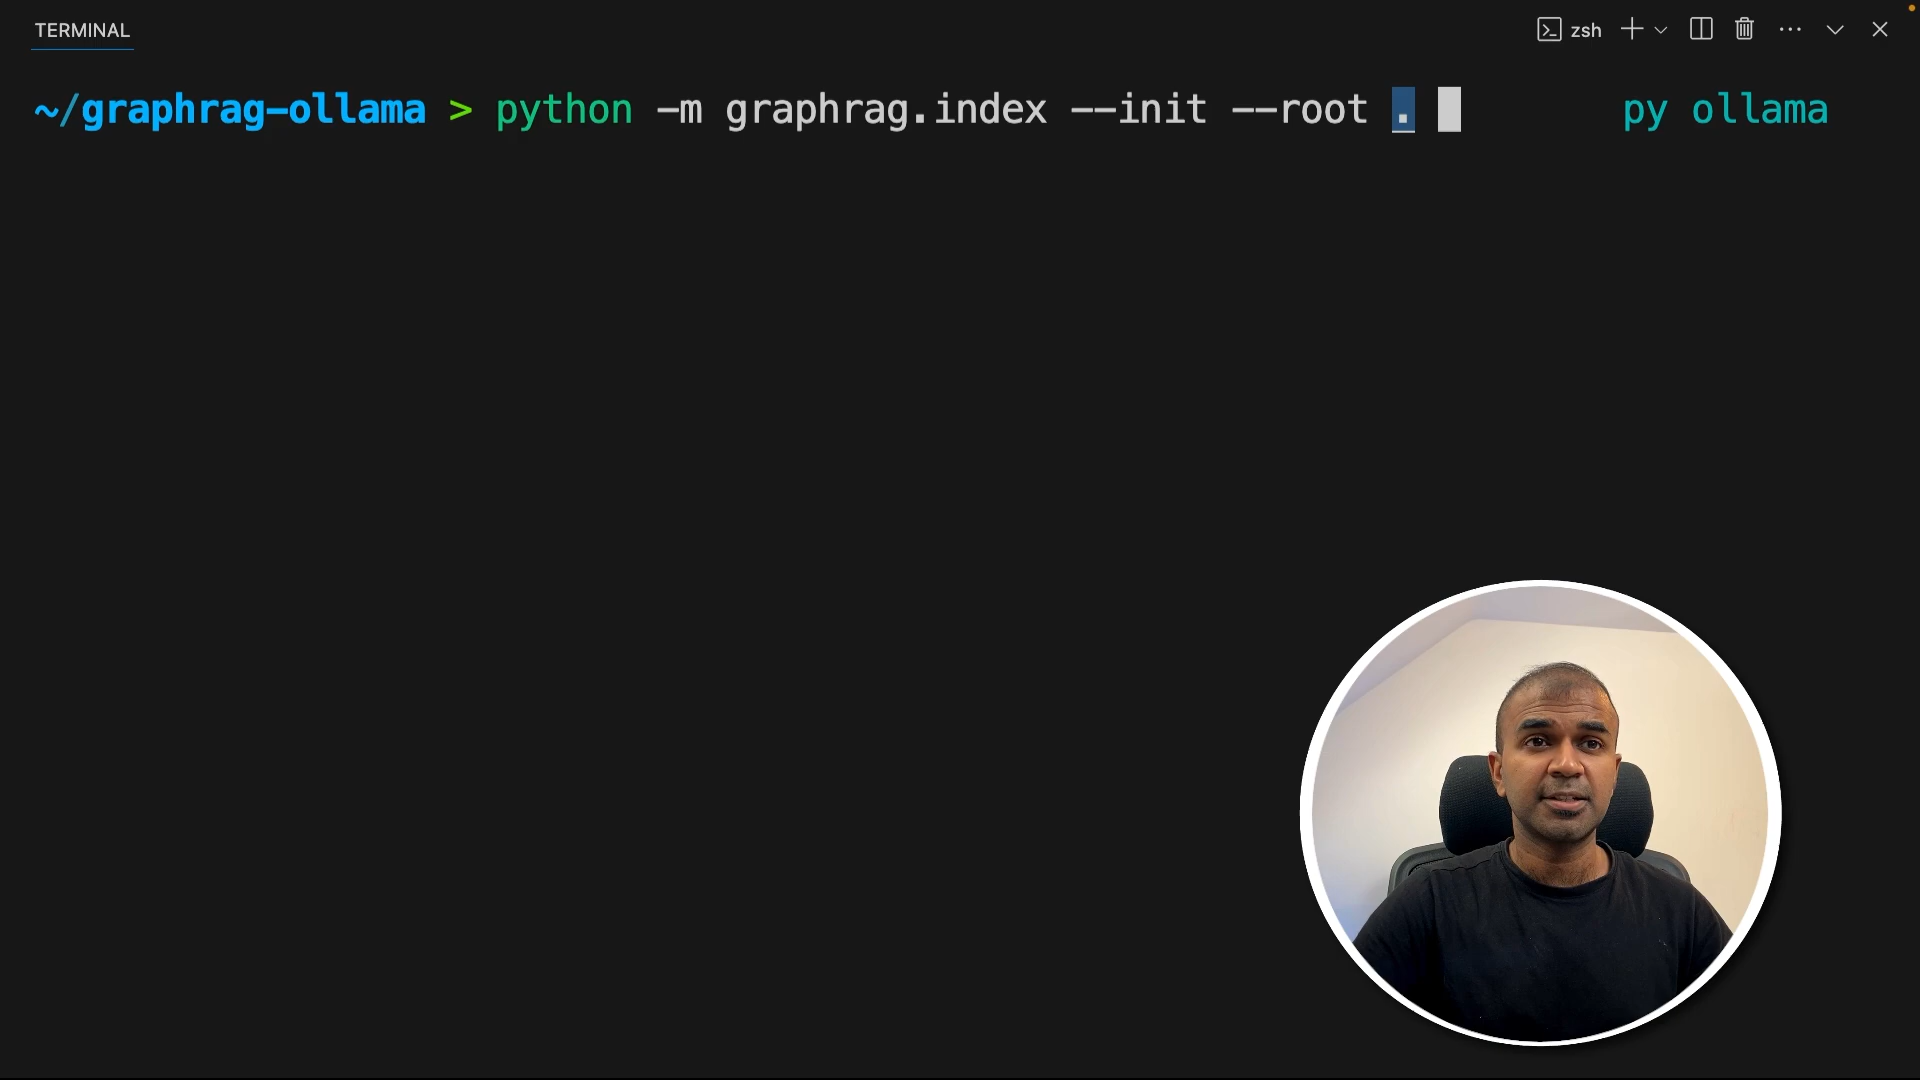 TERMINAL
zsh
~/graphrag-ollama > python -m graphrag.index --init --root . py ollama